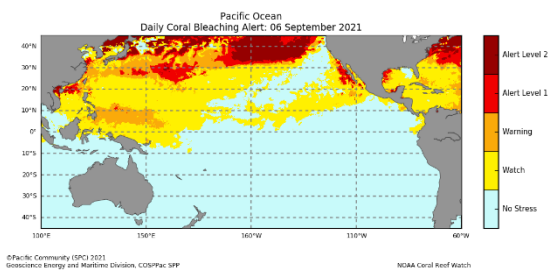 Pacific Ocean
Daily Coral Bleaching Alert: 06 September 2021
40°N
30°N
20°N
10°N
0°
10°S
20°S
30°S
40°S
100°E
150°E
160°W
110°W
60°W
Alert Level 2
Alert Level 1
Warning
Watch
No Stress
©Pacific Community (SPC) 2021
Geoscience Energy and Maritime Division, COSPPac SPP
NOAA Coral Reef Watch